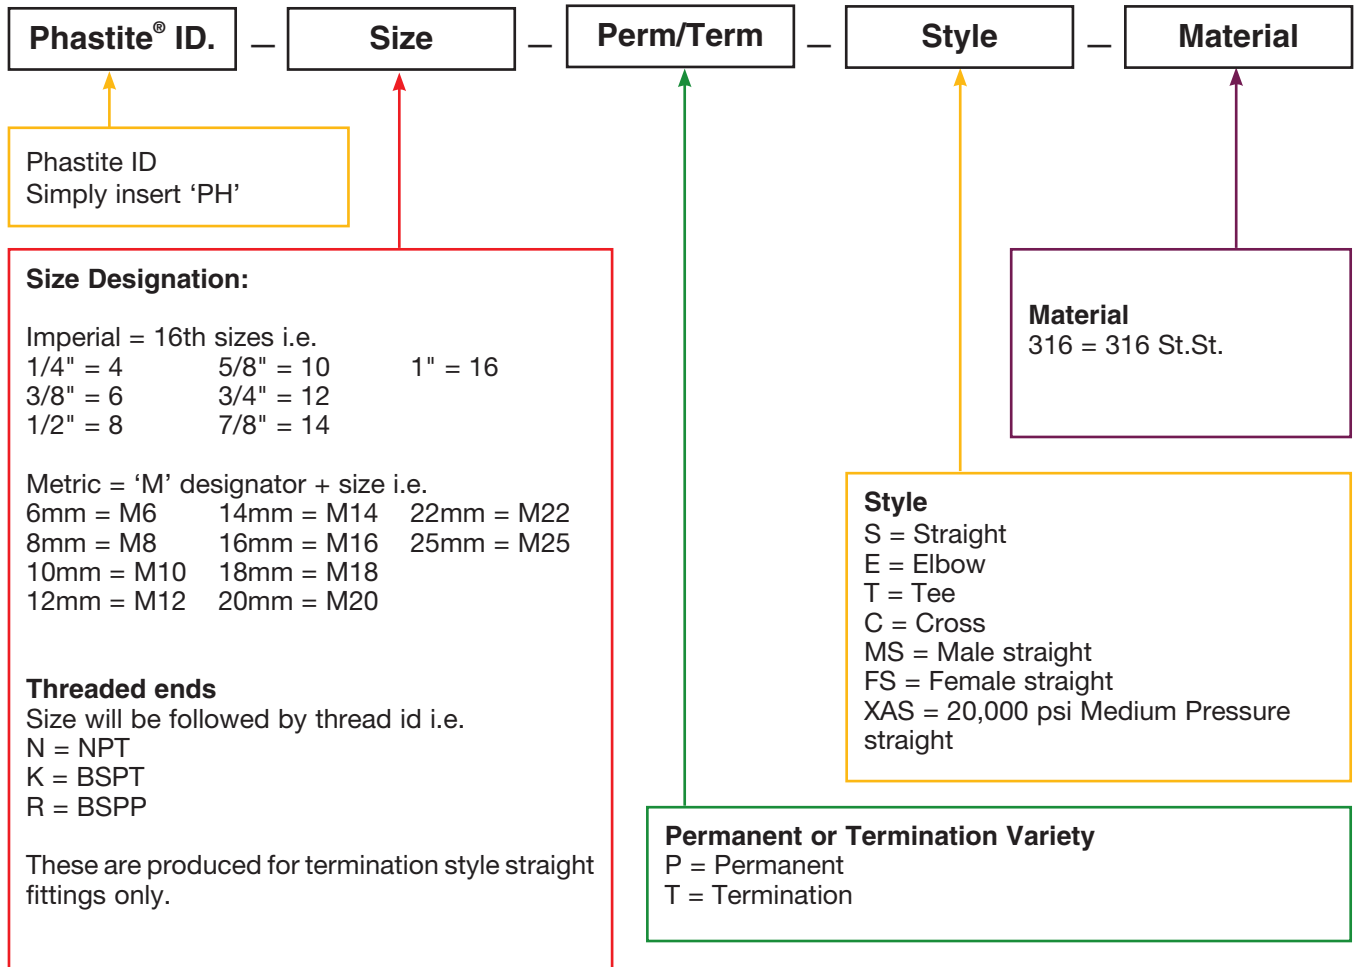 Phastite® ID. – Size – Perm/Term – Style – Material
Phastite ID
Simply insert ‘PH’
Size Designation:
Imperial = 16th sizes i.e.
1/4" = 4 5/8" = 10 1" = 16
3/8" = 6 3/4" = 12
1/2" = 8 7/8" = 14
Metric = ‘M’ designator + size i.e.
6mm = M6 14mm = M14 22mm = M22
8mm = M8 16mm = M16 25mm = M25
10mm = M10 18mm = M18
12mm = M12 20mm = M20
Threaded ends
Size will be followed by thread id i.e.
N = NPT
K = BSPT
R = BSPP
These are produced for termination style straight
fittings only.
Material
316 = 316 St.St.
Style
S = Straight
E = Elbow
T = Tee
C = Cross
MS = Male straight
FS = Female straight
XAS = 20,000 psi Medium Pressure
straight
Permanent or Termination Variety
P = Permanent
T = Termination